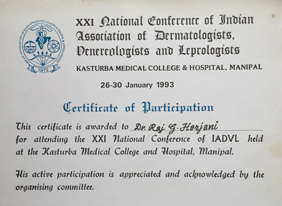 XXI National Conference of Indian
Association of Dermatologists,
Venereologists and Leprologists
KASTURBA MEDICAL COLLEGE & HOSPITAL, MANIPAL
26-30 January 1993
Certificate of Participation
This certificate is awarded to Dr. Raj G. Harjani
for attending the XXI National Conference of IADVL held
at the Kasturba Medical College and Hospital, Manipal.
His active participation is appreciated and acknowledged by the
organising committee.